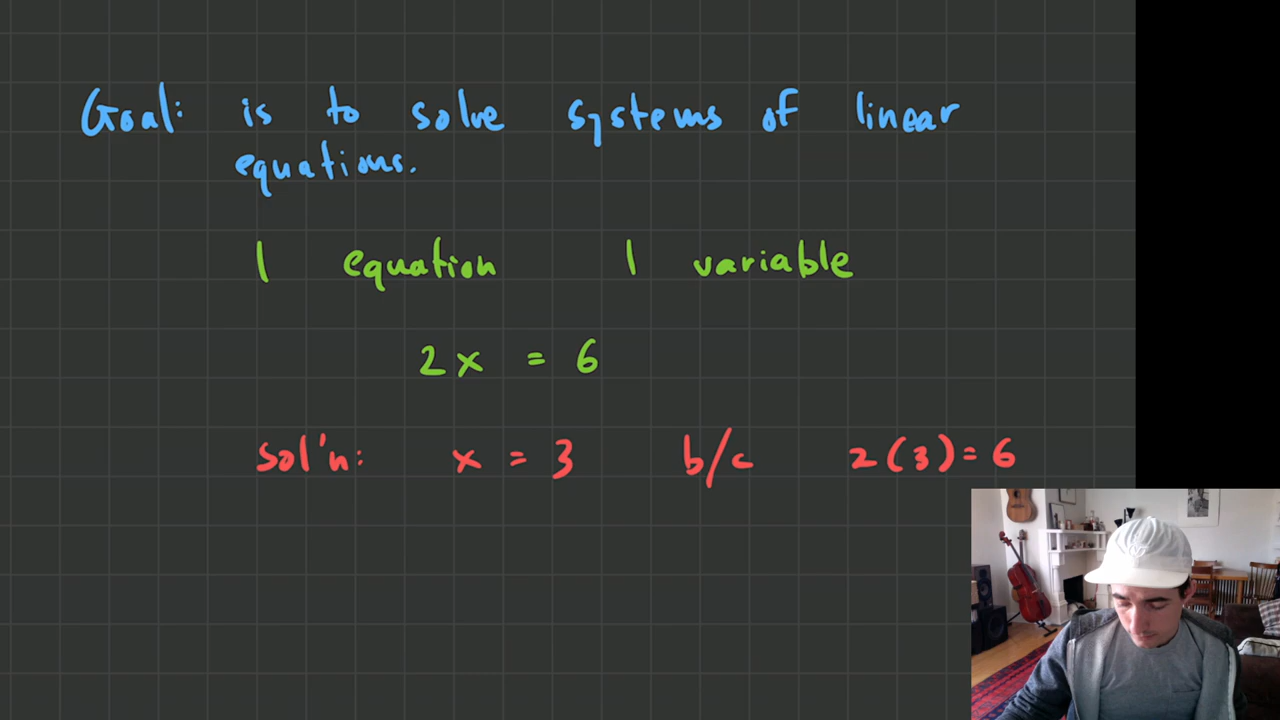 Goal: is to solve systems of linear
equations.
1 equation 1 variable
2x = 6
sol'n: x = 3 b/c 2(3)=6